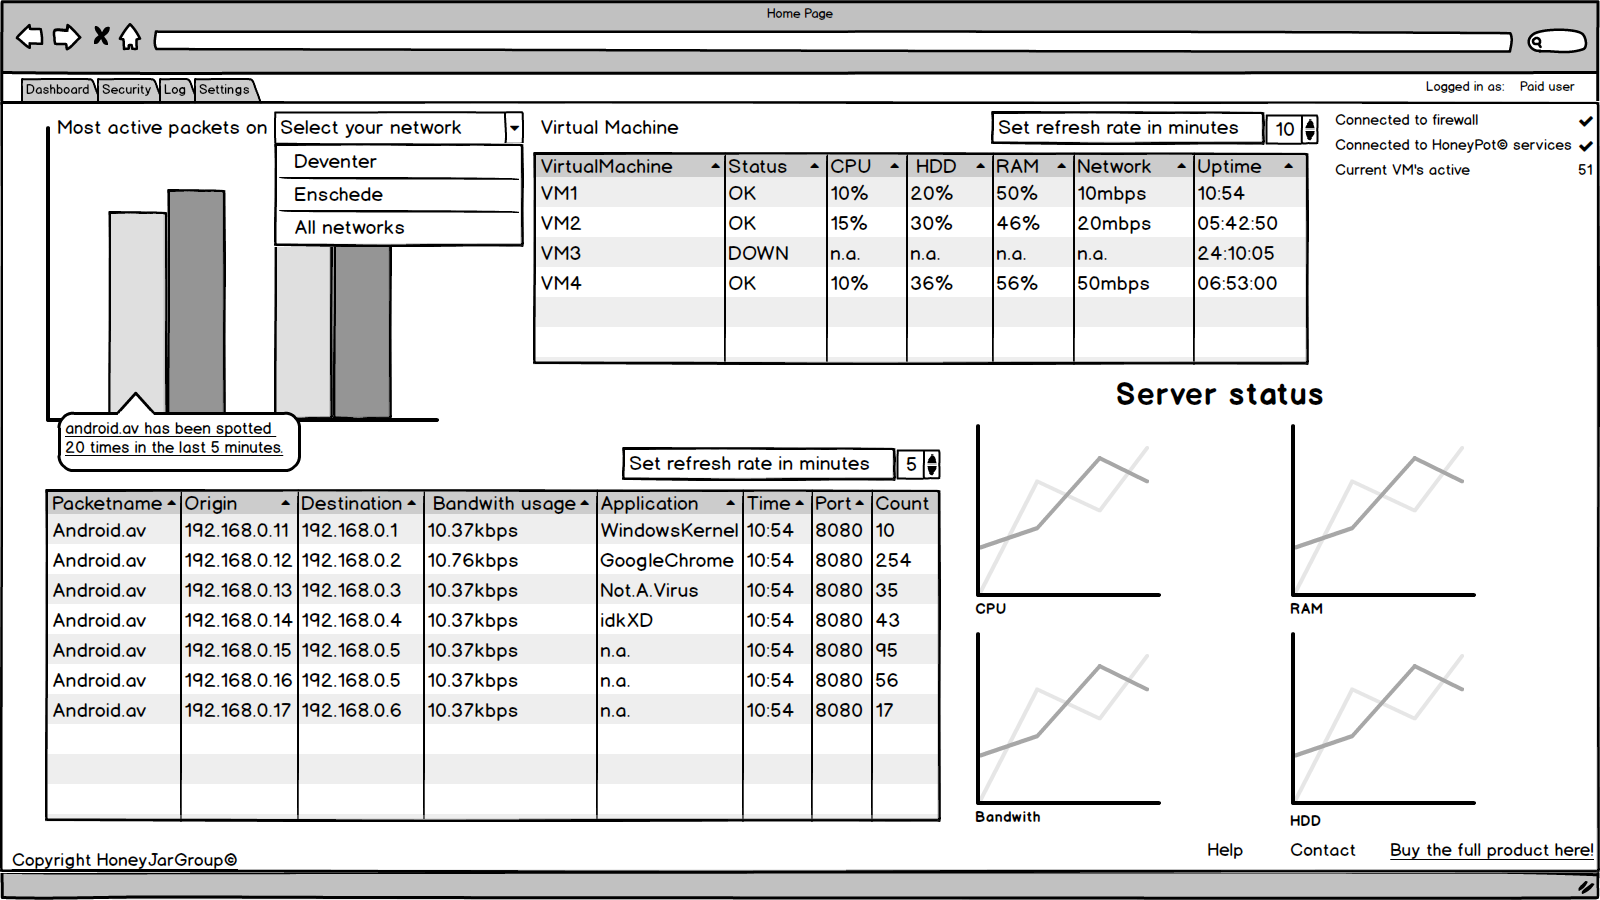 Home Page
Dashboard Security Log Settings
Logged in as: Paid user
Most active packets on
Select your network
Deventer
Enschede
All networks
android.av has been spotted
20 times in the last 5 minutes.
Virtual Machine
Set refresh rate in minutes 10
VirtualMachine Status CPU HDD RAM Network Uptime
VM1 OK 10% 20% 50% 10mbps 10:54
VM2 OK 15% 30% 46% 20mbps 05:42:50
VM3 DOWN n.a. n.a. n.a. n.a. 24:10:05
VM4 OK 10% 36% 56% 50mbps 06:53:00
Connected to firewall
Connected to HoneyPot© services
Current VM's active 51
Set refresh rate in minutes 5
Packetname Origin Destination Bandwith usage Application Time Port Count
Android.av 192.168.0.11 192.168.0.1 10.37kbps WindowsKernel 10:54 8080 10
Android.av 192.168.0.12 192.168.0.2 10.76kbps GoogleChrome 10:54 8080 254
Android.av 192.168.0.13 192.168.0.3 10.37kbps Not.A.Virus 10:54 8080 35
Android.av 192.168.0.14 192.168.0.4 10.37kbps idkXD 10:54 8080 43
Android.av 192.168.0.15 192.168.0.5 10.37kbps n.a. 10:54 8080 95
Android.av 192.168.0.16 192.168.0.5 10.37kbps n.a. 10:54 8080 56
Android.av 192.168.0.17 192.168.0.6 10.37kbps n.a. 10:54 8080 17
Server status
CPU
RAM
Bandwith
HDD
Help Contact Buy the full product here!
Copyright HoneyJarGroup©